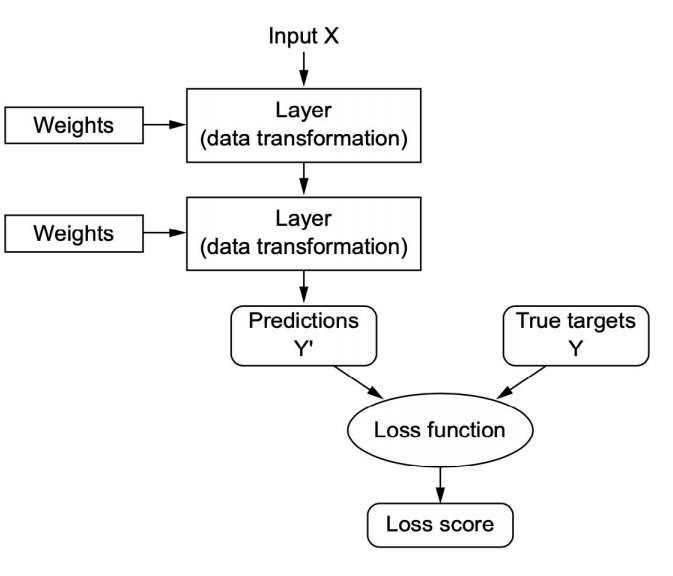 Input X
Layer
(data transformation)
Weights
Layer
(data transformation)
Weights
Predictions
Y'
True targets
Y
Loss function
Loss score